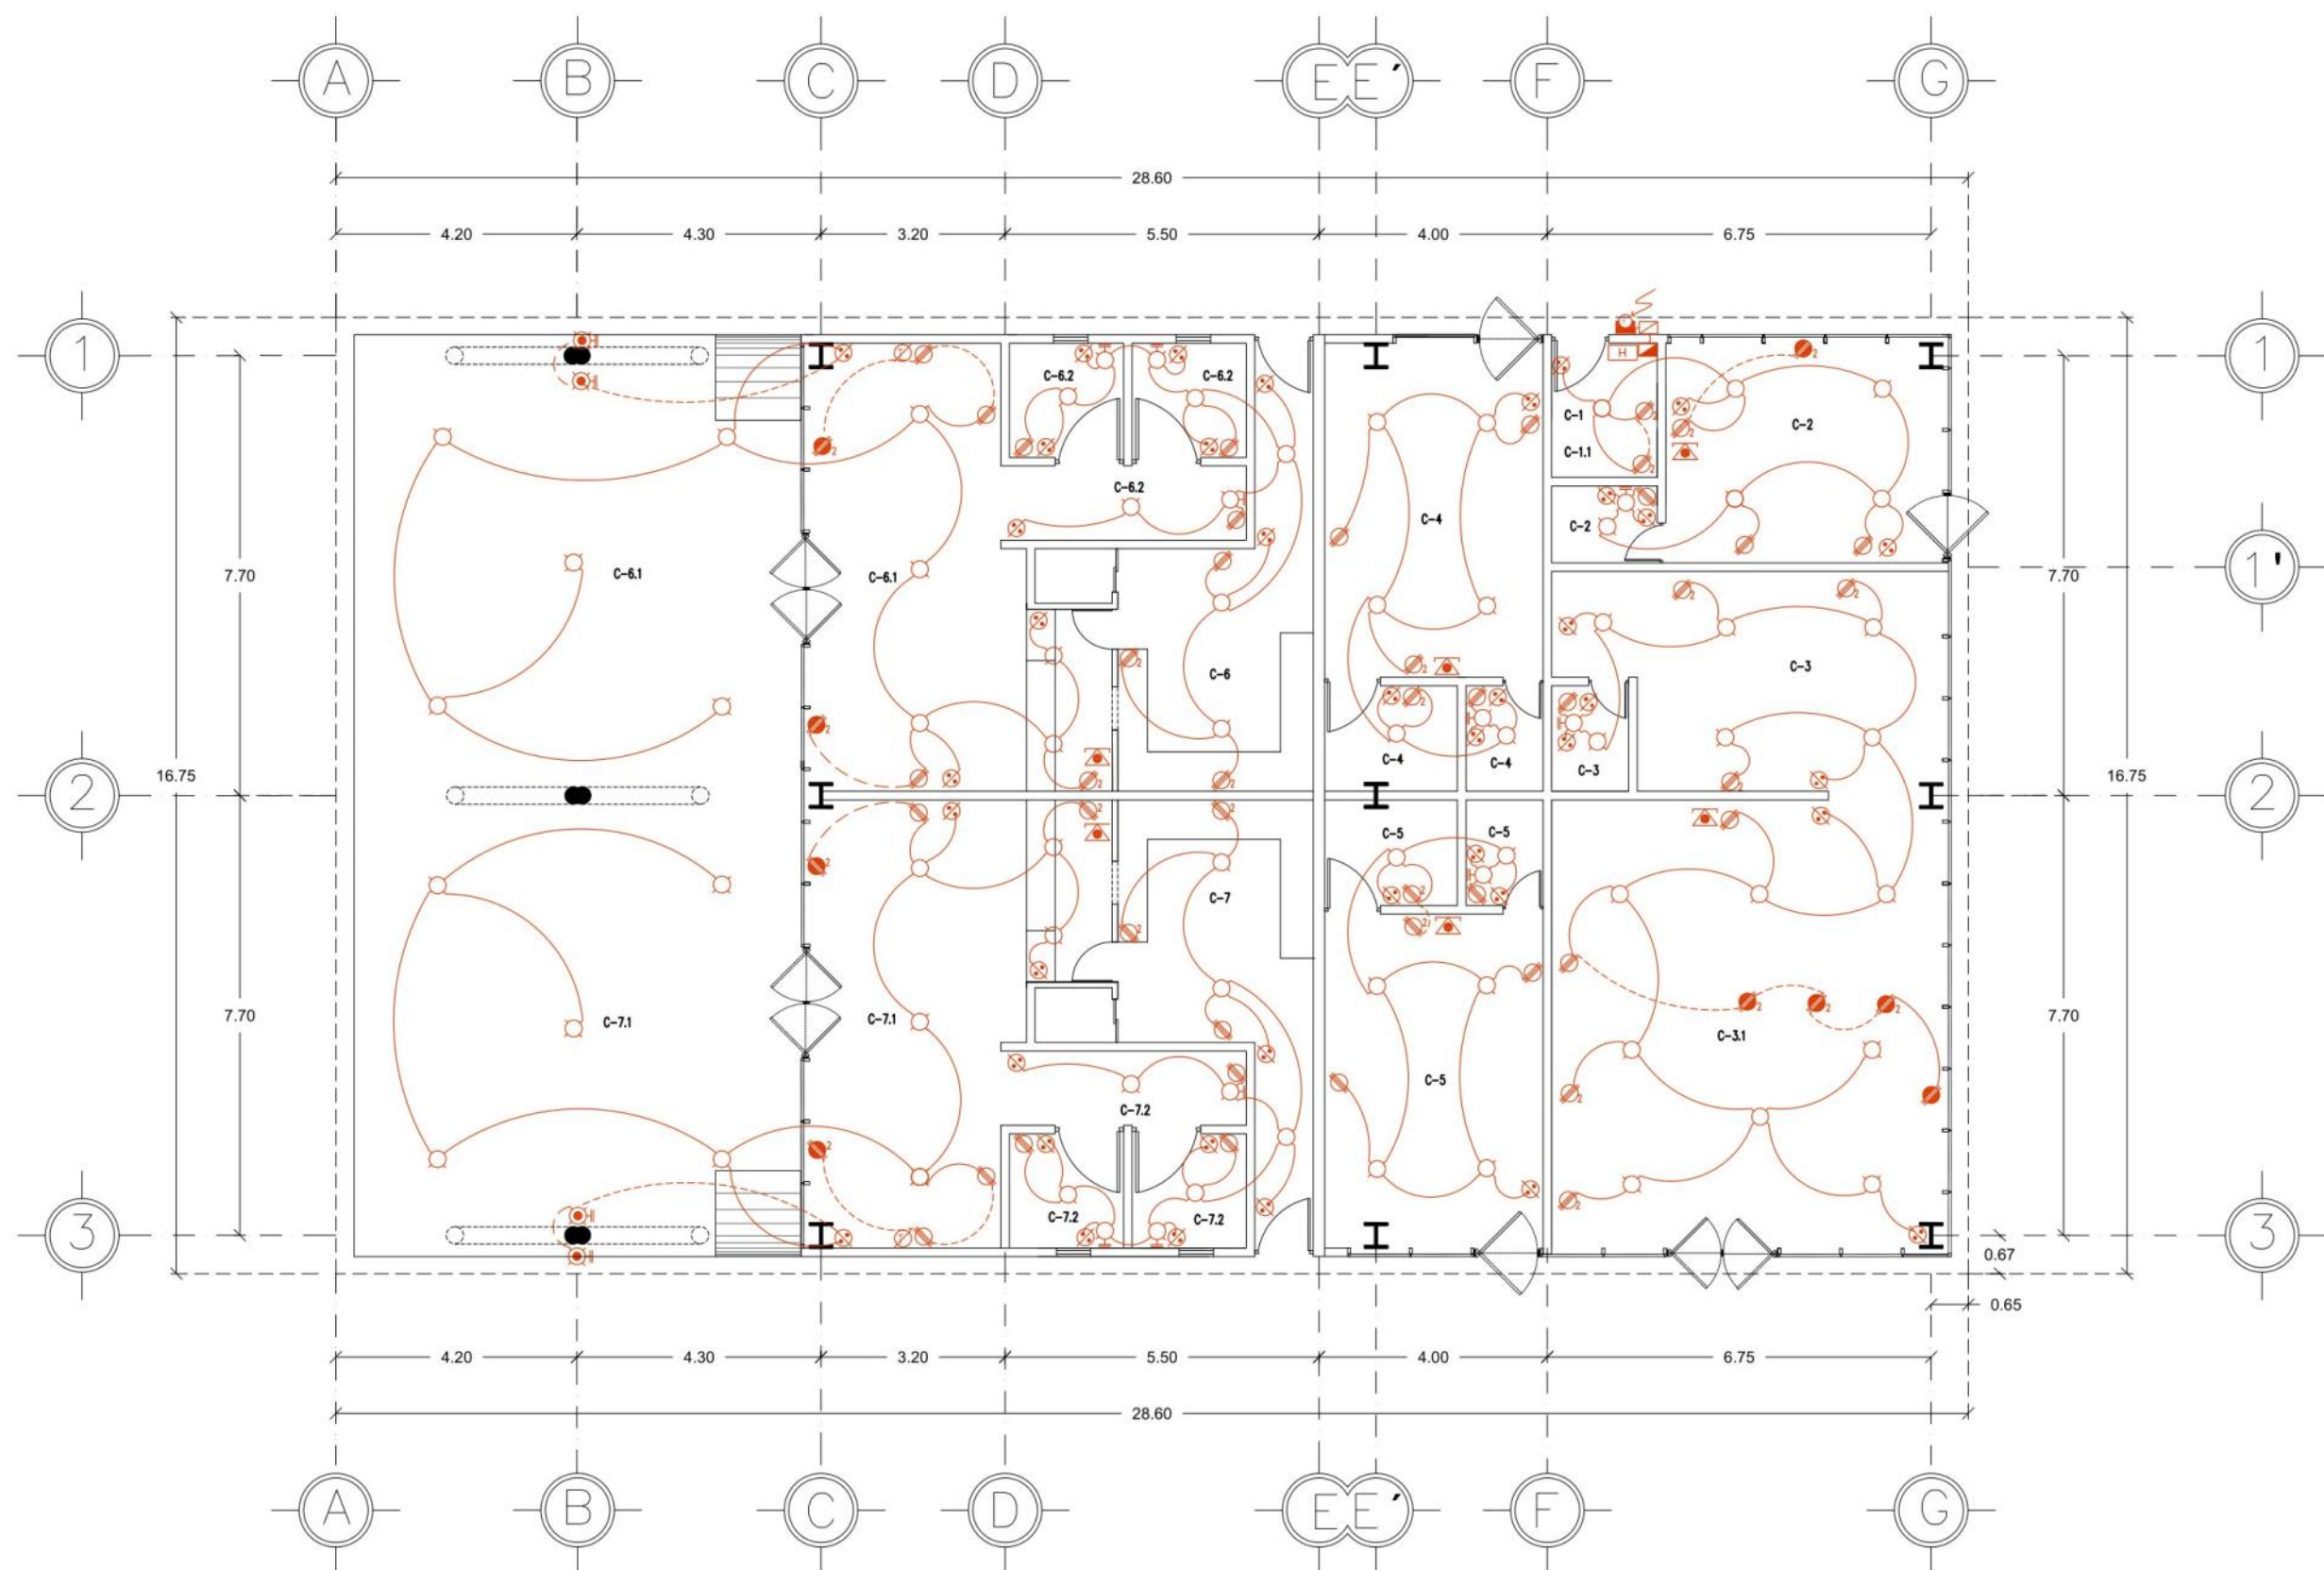 A B C D E E' F G
28.60
4.20 4.30 3.20 5.50 4.00 6.75
1 1
H
C-6.2 C-6.2 C-1 C-2
C-1.1
C-6.2 C-4 C-2
1'
C-6.1 C-6.1
7.70 7.70
C-6 C-3
C-4 C-4 C-3
16.75 2 2 16.75
C-5 C-5
C-7
C-7.1 C-7.1 C-3.1
7.70 7.70
C-5
C-7.2
C-7.2 C-7.2
3 3
0.67
0.65
4.20 4.30 3.20 5.50 4.00 6.75
28.60
A B C D E E' F G